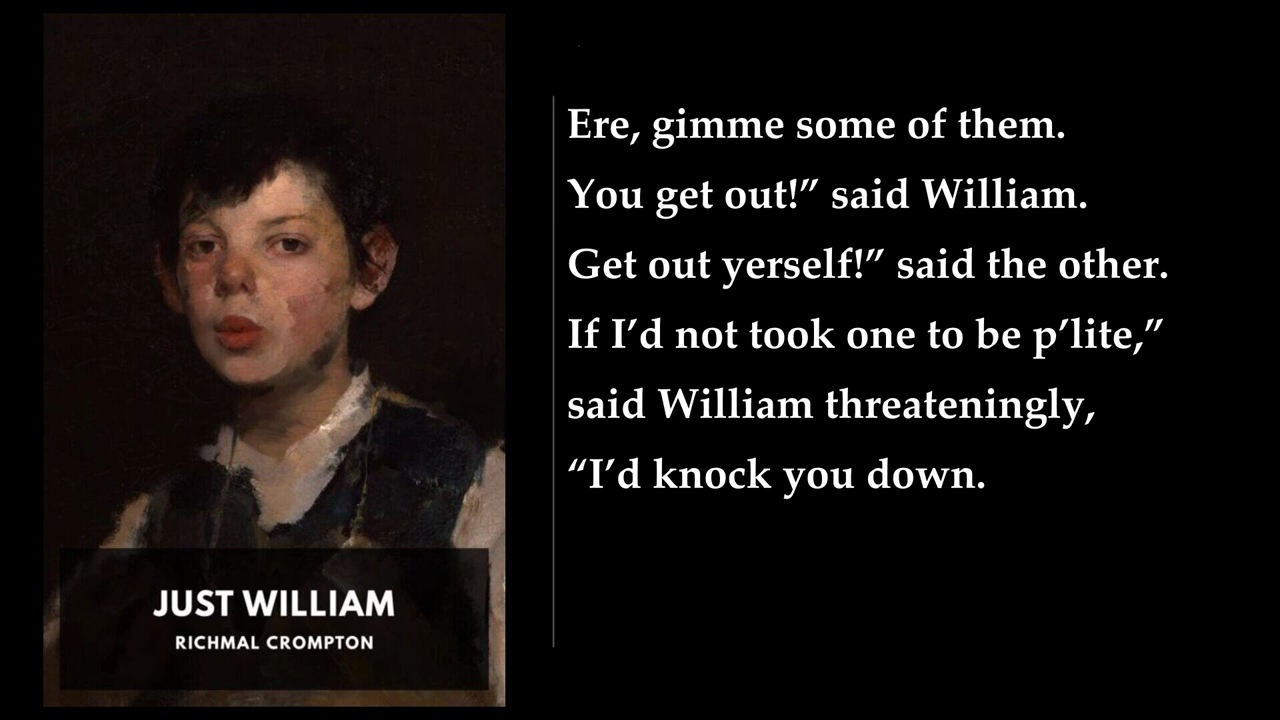 JUST WILLIAM
RICHMAL CROMPTON
Ere, gimme some of them.
You get out!” said William.
Get out yerself!” said the other.
If I’d not took one to be p’lite,”
said William threateningly,
“I’d knock you down.